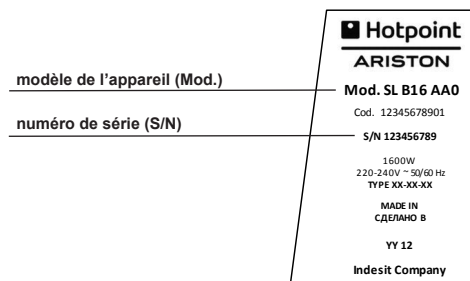 Hotpoint
ARISTON
modèle de l'appareil (Mod.)
Mod. SL B16 AA0
Cod. 12345678901
numéro de série (S/N)
S/N 123456789
1600W
220-240V ~ 50/60 Hz
TYPE XX-XX-XX
MADE IN
СДЕЛАНО В
YY 12
Indesit Company